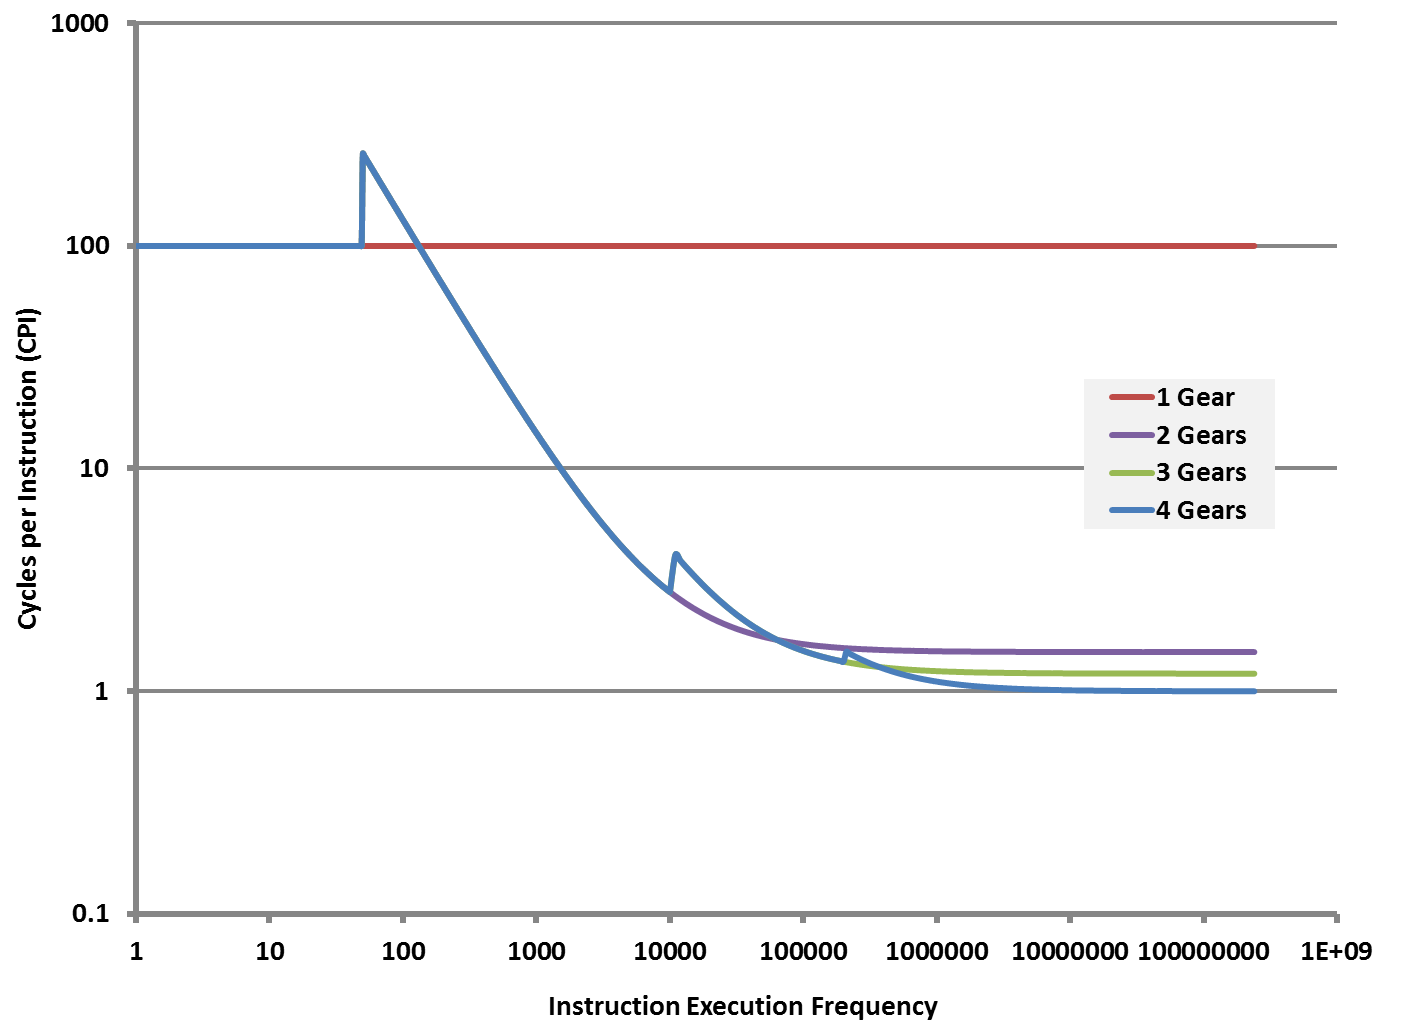 1000
100
10
1
0.1
Cycles per Instruction (CPI)
1 Gear
2 Gears
3 Gears
4 Gears
1 10 100 1000 10000 100000 1000000 10000000 100000000 1E+09
Instruction Execution Frequency